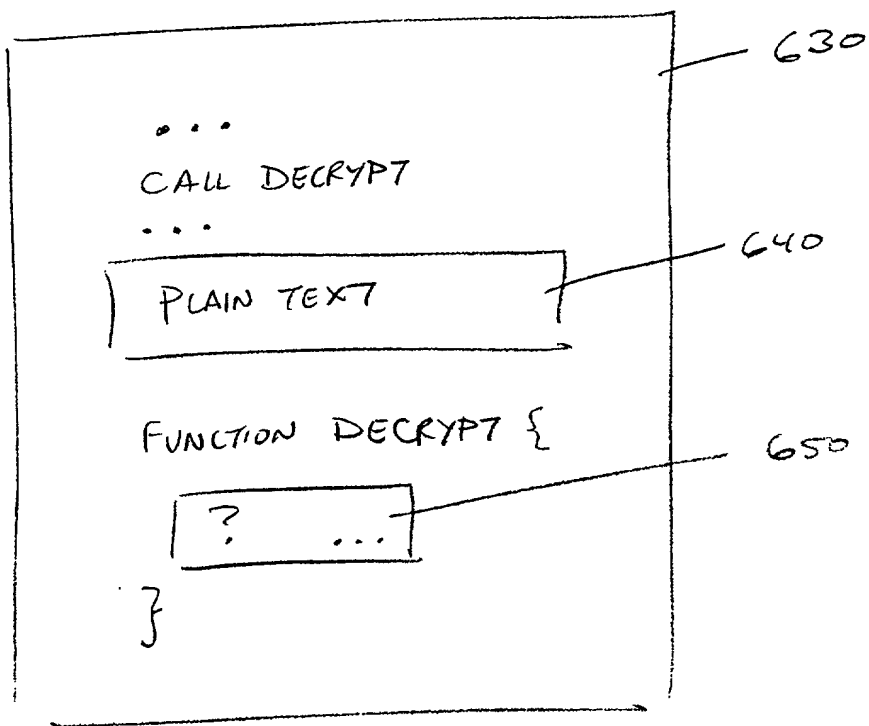 630
...
CALL DECRYPT
...
640
PLAIN TEXT
FUNCTION DECRYPT {
650
? ...
}